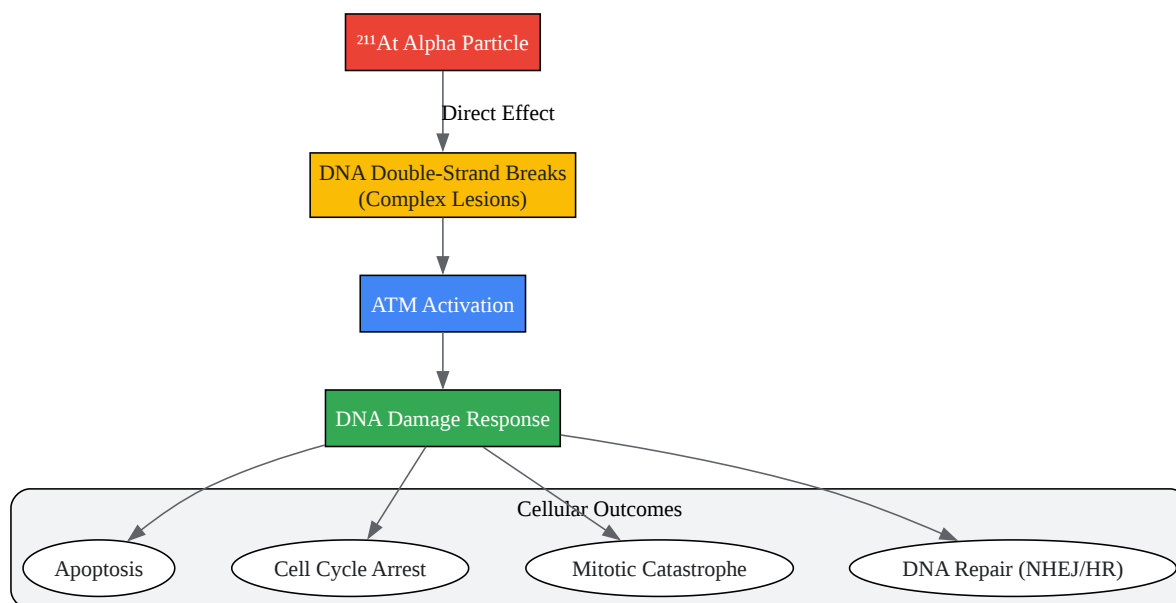 ²¹¹At Alpha Particle
Direct Effect
DNA Double-Strand Breaks
(Complex Lesions)
ATM Activation
DNA Damage Response
Cellular Outcomes
Apoptosis
Cell Cycle Arrest
Mitotic Catastrophe
DNA Repair (NHEJ/HR)